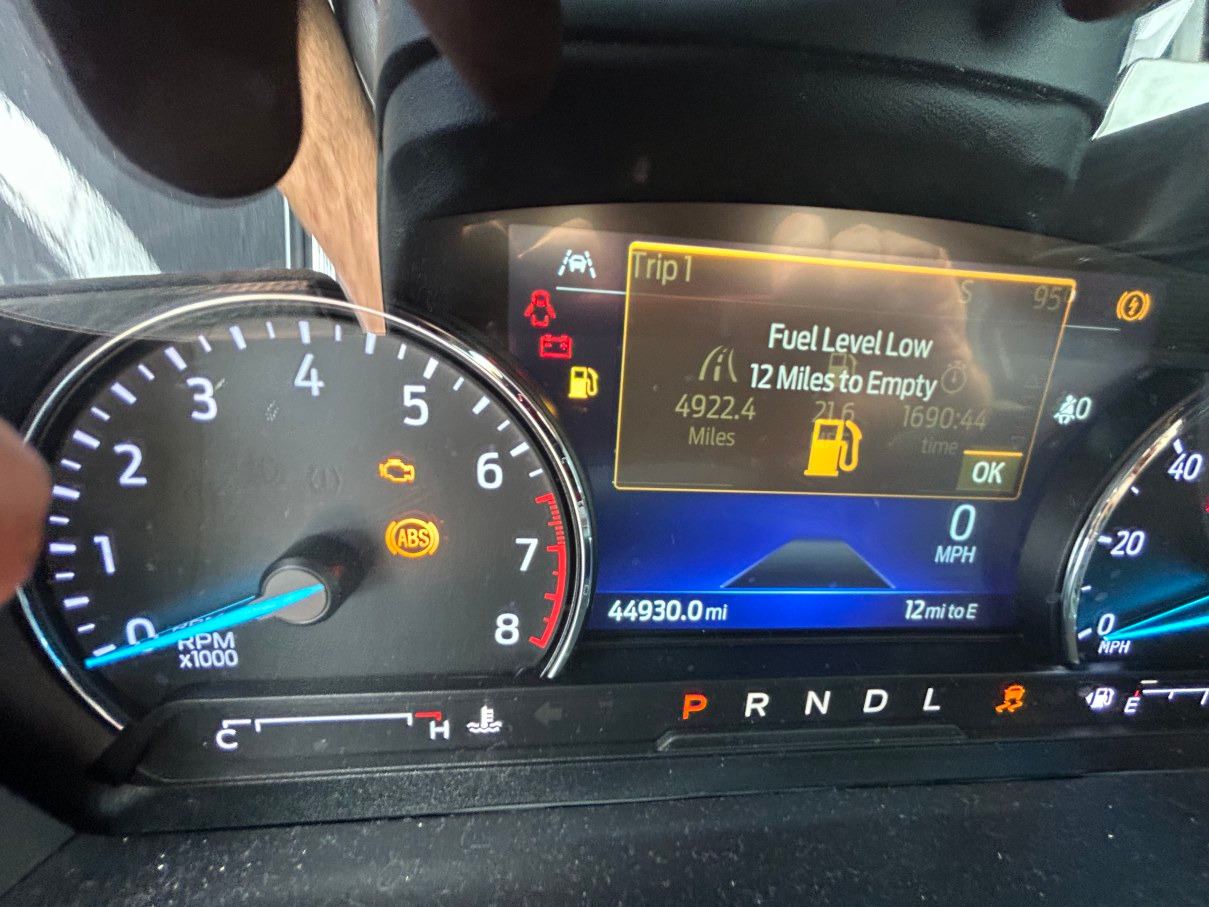 Trip 1
S 95°
Fuel Level Low
12 Miles to Empty
4922.4
21.6
1690:44
Miles
time
OK
0
0
MPH
44930.0 mi
12 mi to E
0
1
2
3
4
5
6
7
8
RPM
x1000
ABS
40
20
0
MPH
C
H
P R N D L
E